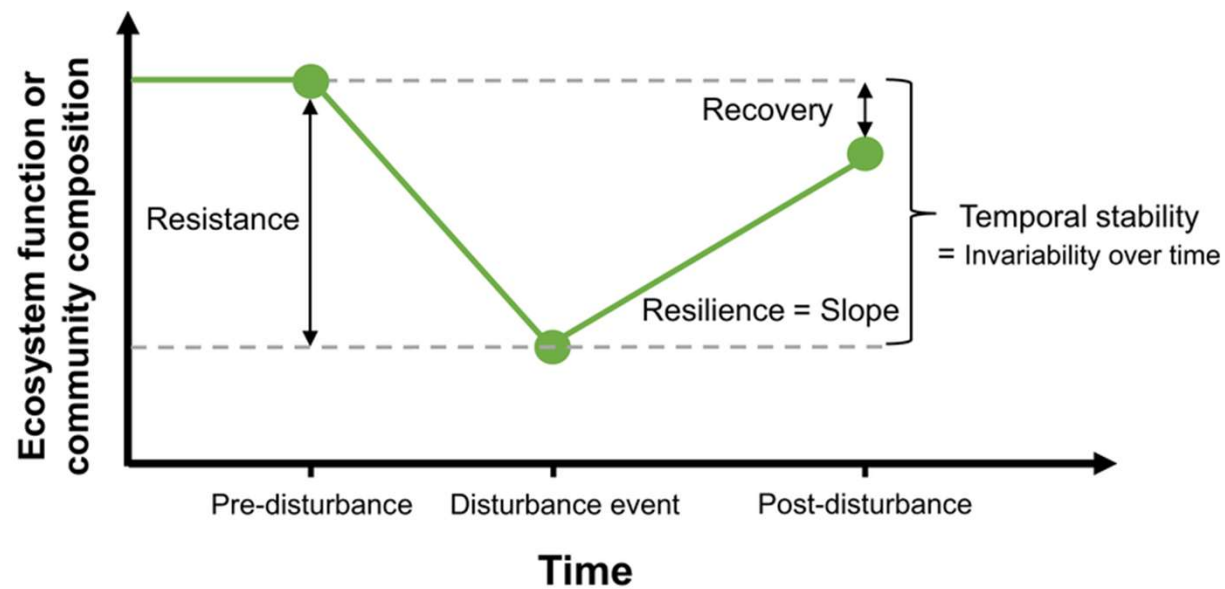 Ecosystem function or
community composition
Recovery
Resistance
Temporal stability
= Invariability over time
Resilience = Slope
Pre-disturbance
Disturbance event
Post-disturbance
Time